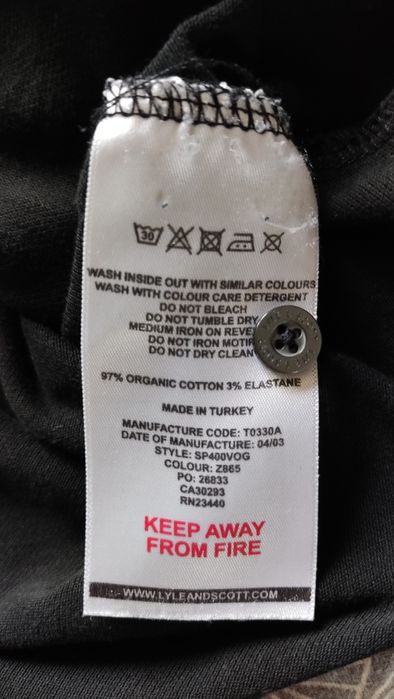 30
WASH INSIDE OUT WITH SIMILAR COLOURS
WASH WITH COLOUR CARE DETERGENT
DO NOT BLEACH
DO NOT TUMBLE DRY
MEDIUM IRON ON REVE
DO NOT IRON MOTIF
DO NOT DRY CLEAN
97% ORGANIC COTTON 3% ELASTANE
MADE IN TURKEY
MANUFACTURE CODE: T0330A
DATE OF MANUFACTURE: 04/03
STYLE: SP400VOG
COLOUR: Z865
PO: 26833
CA30293
RN23440
KEEP AWAY
FROM FIRE
WWW.LYLEANDSCOTT.COM